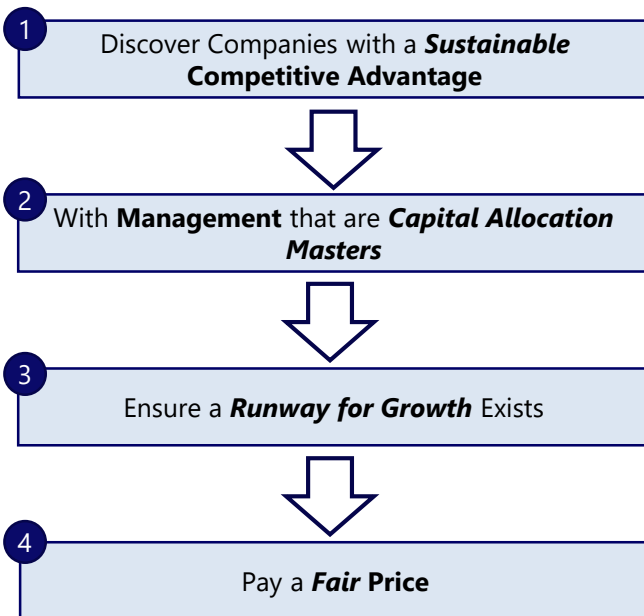 1
Discover Companies with a Sustainable
Competitive Advantage
2
With Management that are Capital Allocation
Masters
3
Ensure a Runway for Growth Exists
4
Pay a Fair Price